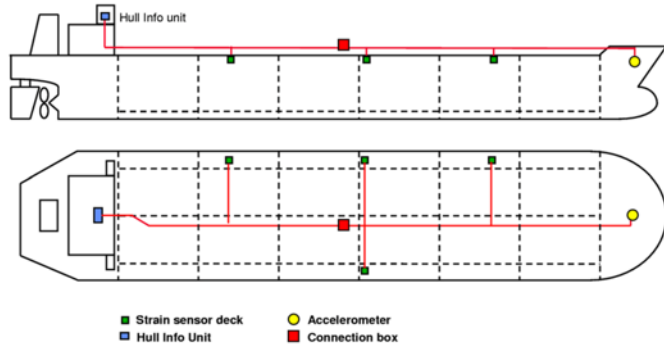 Hull Info unit
Strain sensor deck
Accelerometer
Hull Info Unit
Connection box